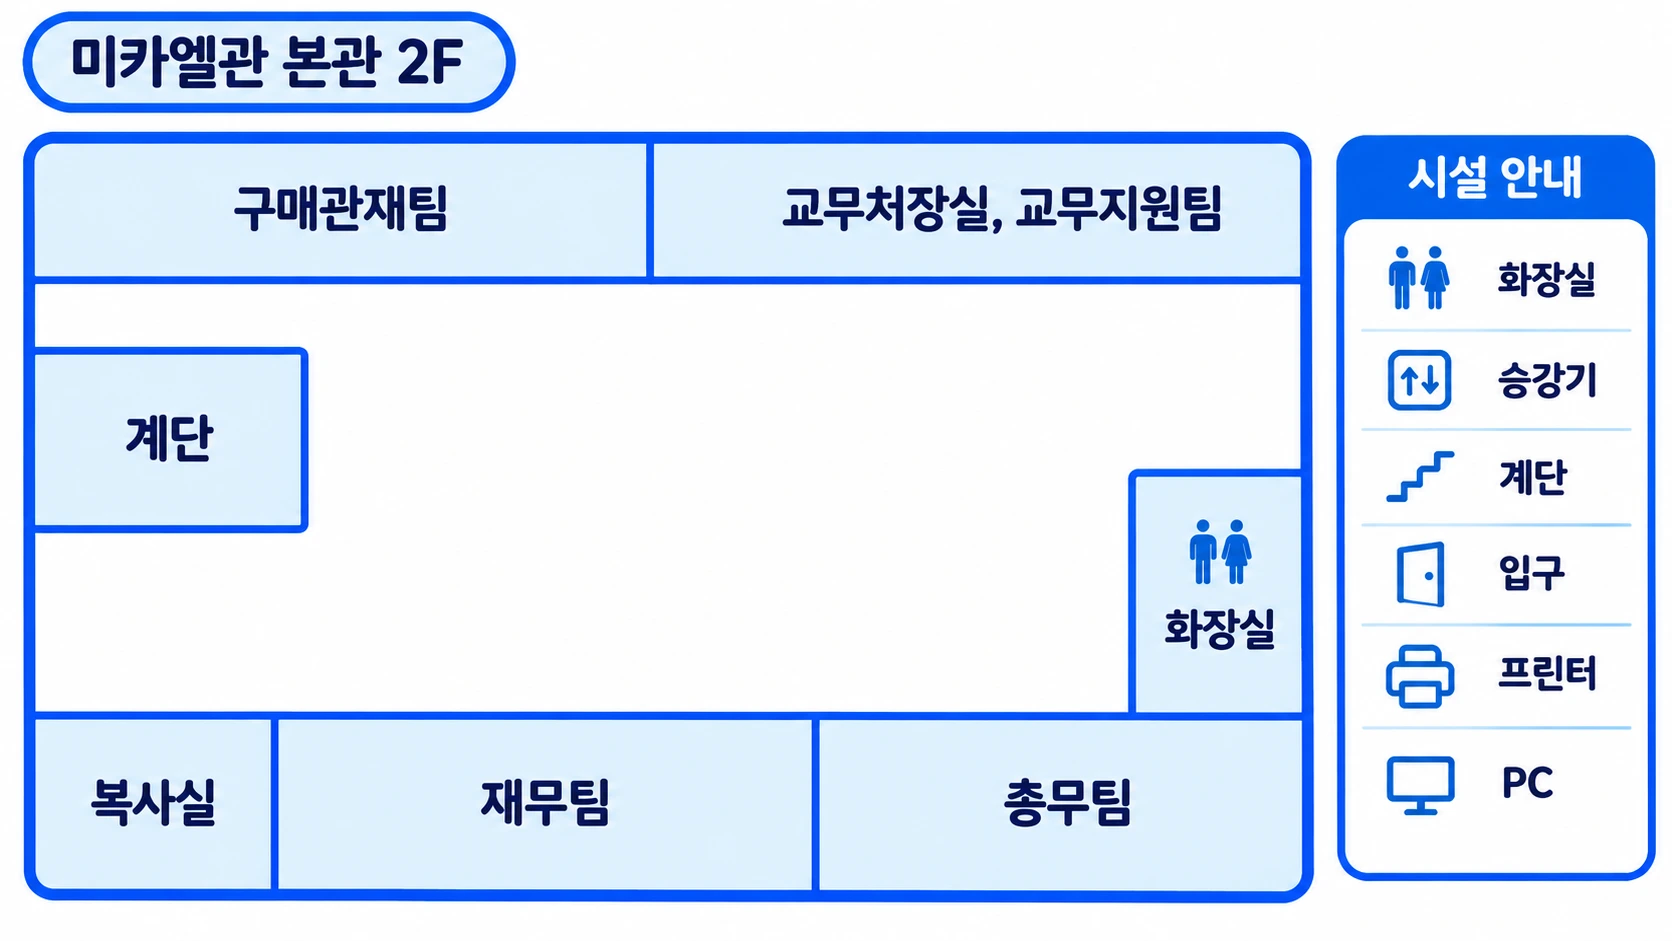 미카엘관 본관 2F
구매관재팀
교무처장실, 교무지원팀
계단
화장실
복사실
재무팀
총무팀
시설 안내
화장실
승강기
계단
입구
프린터
PC